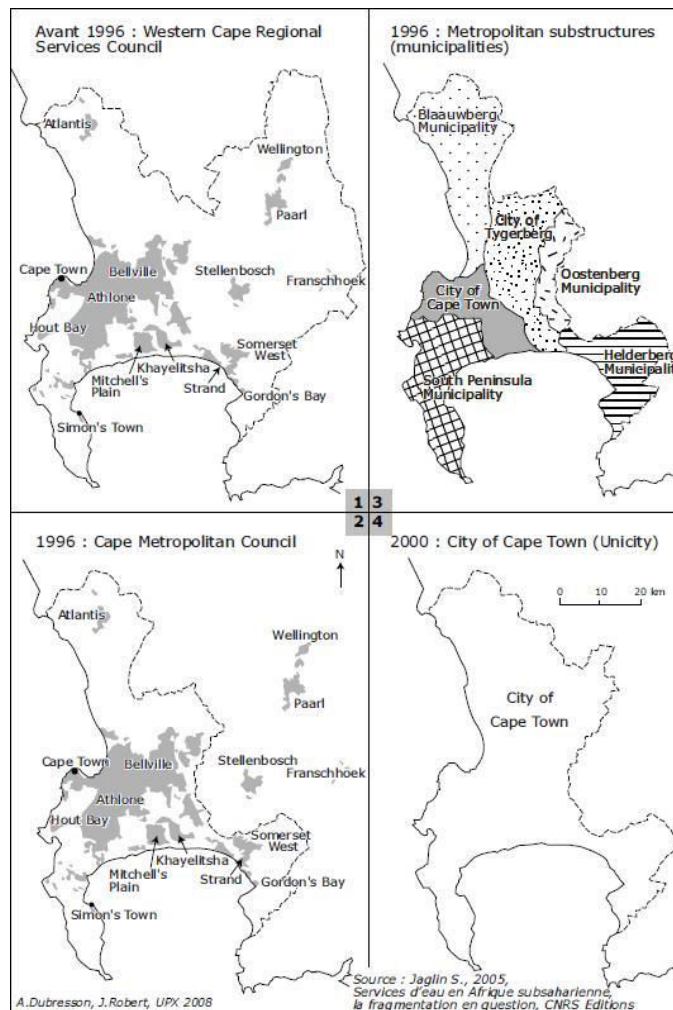 Avant 1996 : Western Cape Regional
Services Council
Atlantis
Wellington
Paarl
Cape Town
Bellville
Stellenbosch
Franschhoek
Athlone
Hout Bay
Somerset
West
Khayelitsha
Mitchell's
Plain
Strand
Gordon's Bay
Simon's Town
1996 : Metropolitan substructures
(municipalities)
Blaauwberg
Municipality
City of
Tygerberg
Oostenberg
Municipality
City of
Cape Town
Helderberg
Municipality
South Peninsula
Municipality
1 3
2 4
1996 : Cape Metropolitan Council
N
Atlantis
Wellington
Paarl
Cape Town
Bellville
Stellenbosch
Franschhoek
Athlone
Hout Bay
Somerset
West
Khayelitsha
Mitchell's
Plain
Strand
Gordon's Bay
Simon's Town
A.Dubresson, J.Robert, UPX 2008
2000 : City of Cape Town (Unicity)
0 10 20 km
City of
Cape Town
Source : Jaglin S., 2005,
Services d'eau en Afrique subsaharienne,
la fragmentation en question, CNRS Editions